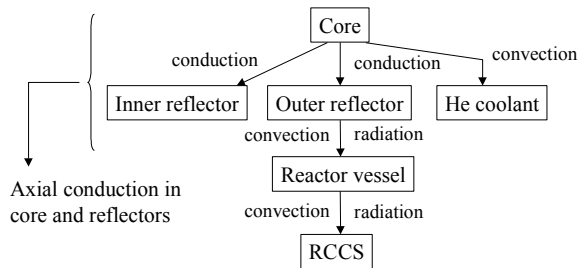 Core
conduction
conduction
convection
Inner reflector
Outer reflector
He coolant
convection
radiation
Reactor vessel
Axial conduction in
core and reflectors
convection
radiation
RCCS